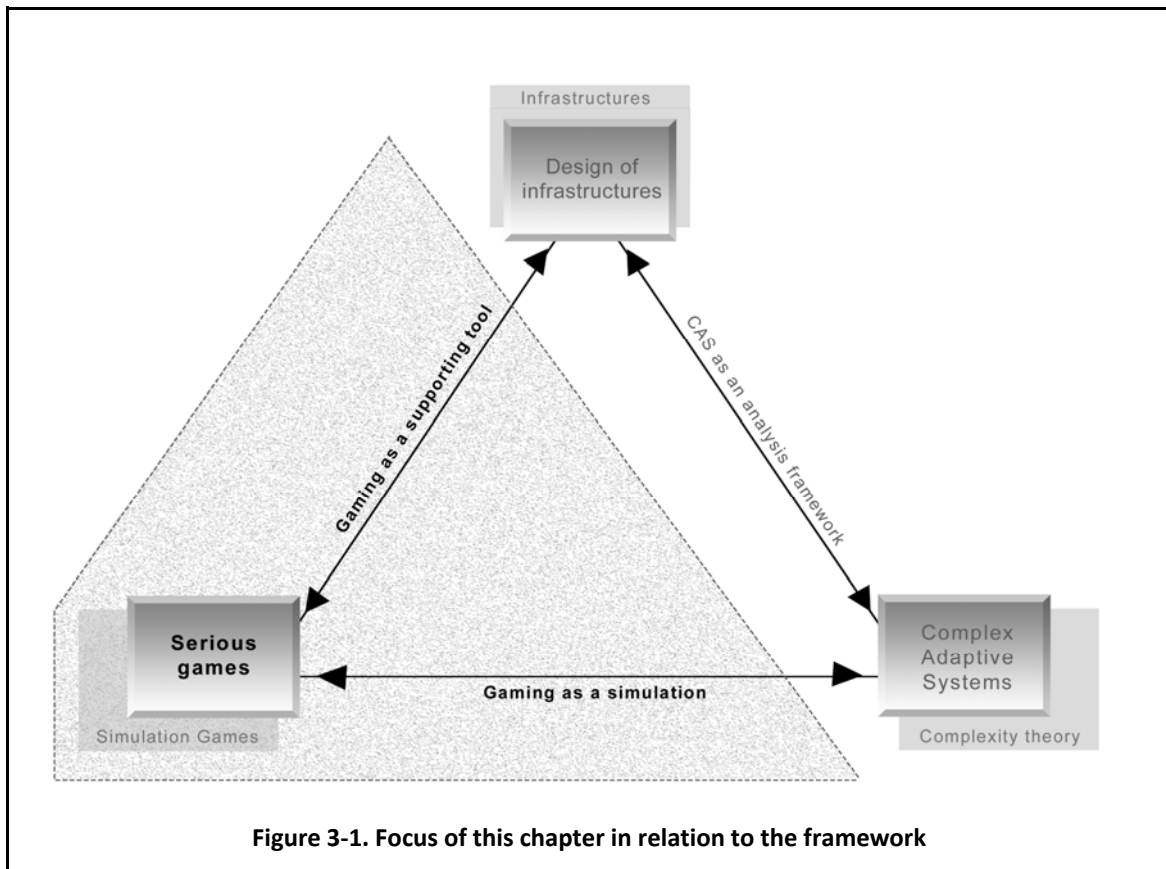 Infrastructures
Design of
infrastructures
Gaming as a supporting tool
CAS as an analysis framework
Serious
games
Simulation Games
Gaming as a simulation
Complex
Adaptive
Systems
Complexity theory
Figure 3-1. Focus of this chapter in relation to the framework